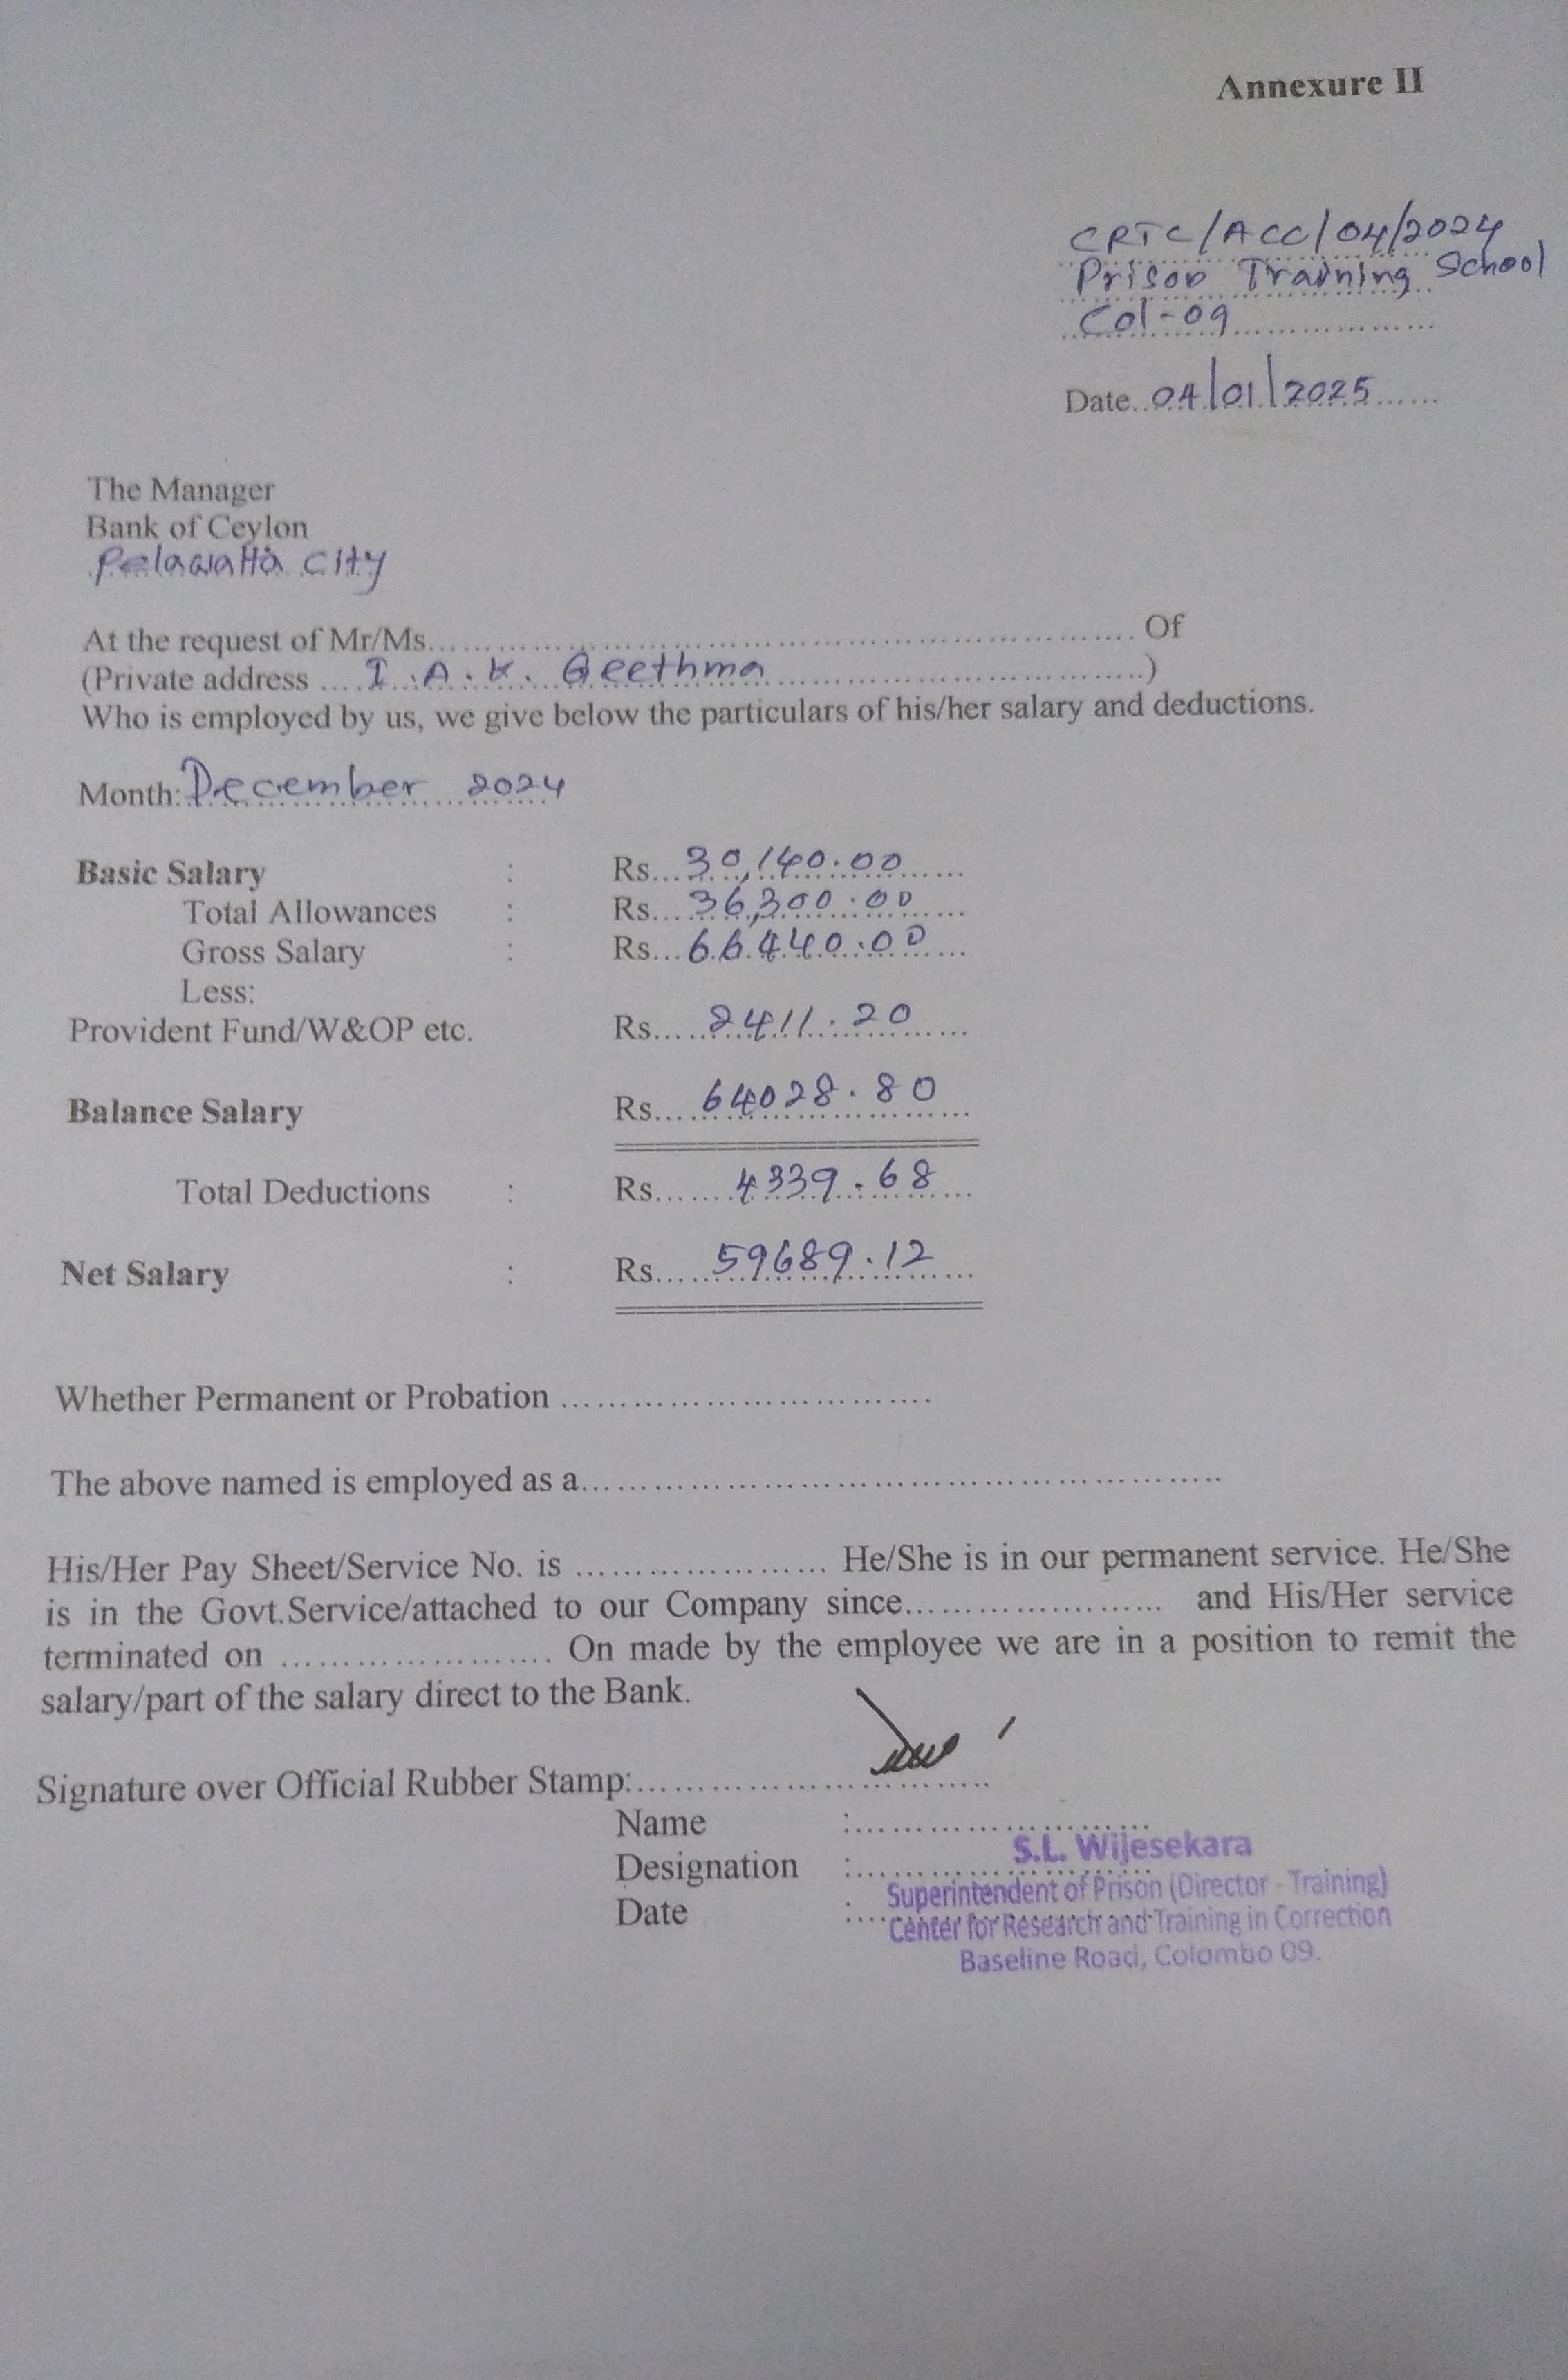 Annexure II
CRTC/ACC/04/2024
Prison Training School
Col-09
Date..04/01/2025......
The Manager
Bank of Ceylon
Pelawatta City
At the request of Mr/Ms........................................................................ Of
(Private address ....I.A.K. Geethma........................................)
Who is employed by us, we give below the particulars of his/her salary and deductions.
Month: December 2024
Basic Salary : Rs...30,140.00......
Total Allowances : Rs...36,300.00......
Gross Salary : Rs...66440.00......
Less:
Provident Fund/W&OP etc. Rs.....2411.20......
Balance Salary Rs....64028.80......
Total Deductions : Rs.......4339.68......
Net Salary : Rs......59689.12......
Whether Permanent or Probation ................................
The above named is employed as a........................................................
His/Her Pay Sheet/Service No. is ...................... He/She is in our permanent service. He/She
is in the Govt.Service/attached to our Company since....................... and His/Her service
terminated on ........................ On made by the employee we are in a position to remit the
salary/part of the salary direct to the Bank.
Signature over Official Rubber Stamp:................................
Name :...........................
S.L. Wijesekara
Designation :...........................
Superintendent of Prison (Director - Training)
Date :....
Center for Research and Training in Correction
Baseline Road, Colombo 09.